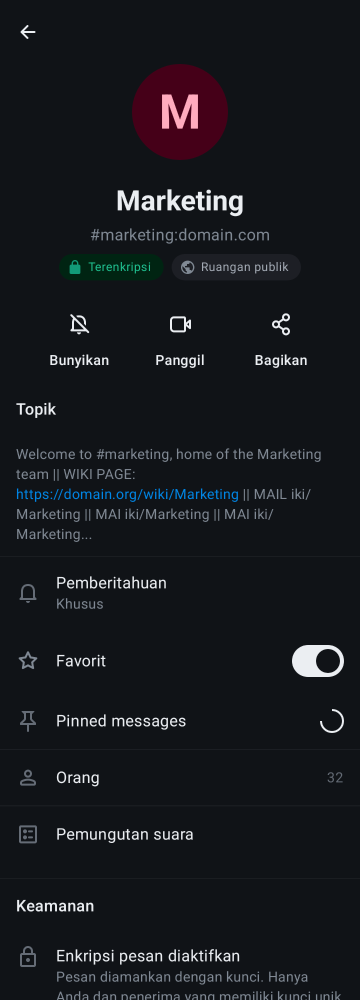 M
Marketing
#marketing:domain.com
Terenkripsi
Ruangan publik
Bunyikan
Panggil
Bagikan
Topik
Welcome to #marketing, home of the Marketing
team || WIKI PAGE:
https://domain.org/wiki/Marketing || MAIL iki/
Marketing || MAI iki/Marketing || MAI iki/
Marketing...
Pemberitahuan
Khusus
Favorit
Pinned messages
Orang
32
Pemungutan suara
Keamanan
Enkripsi pesan diaktifkan
Pesan diamankan dengan kunci. Hanya
Anda dan penerima yang memiliki kunci unik